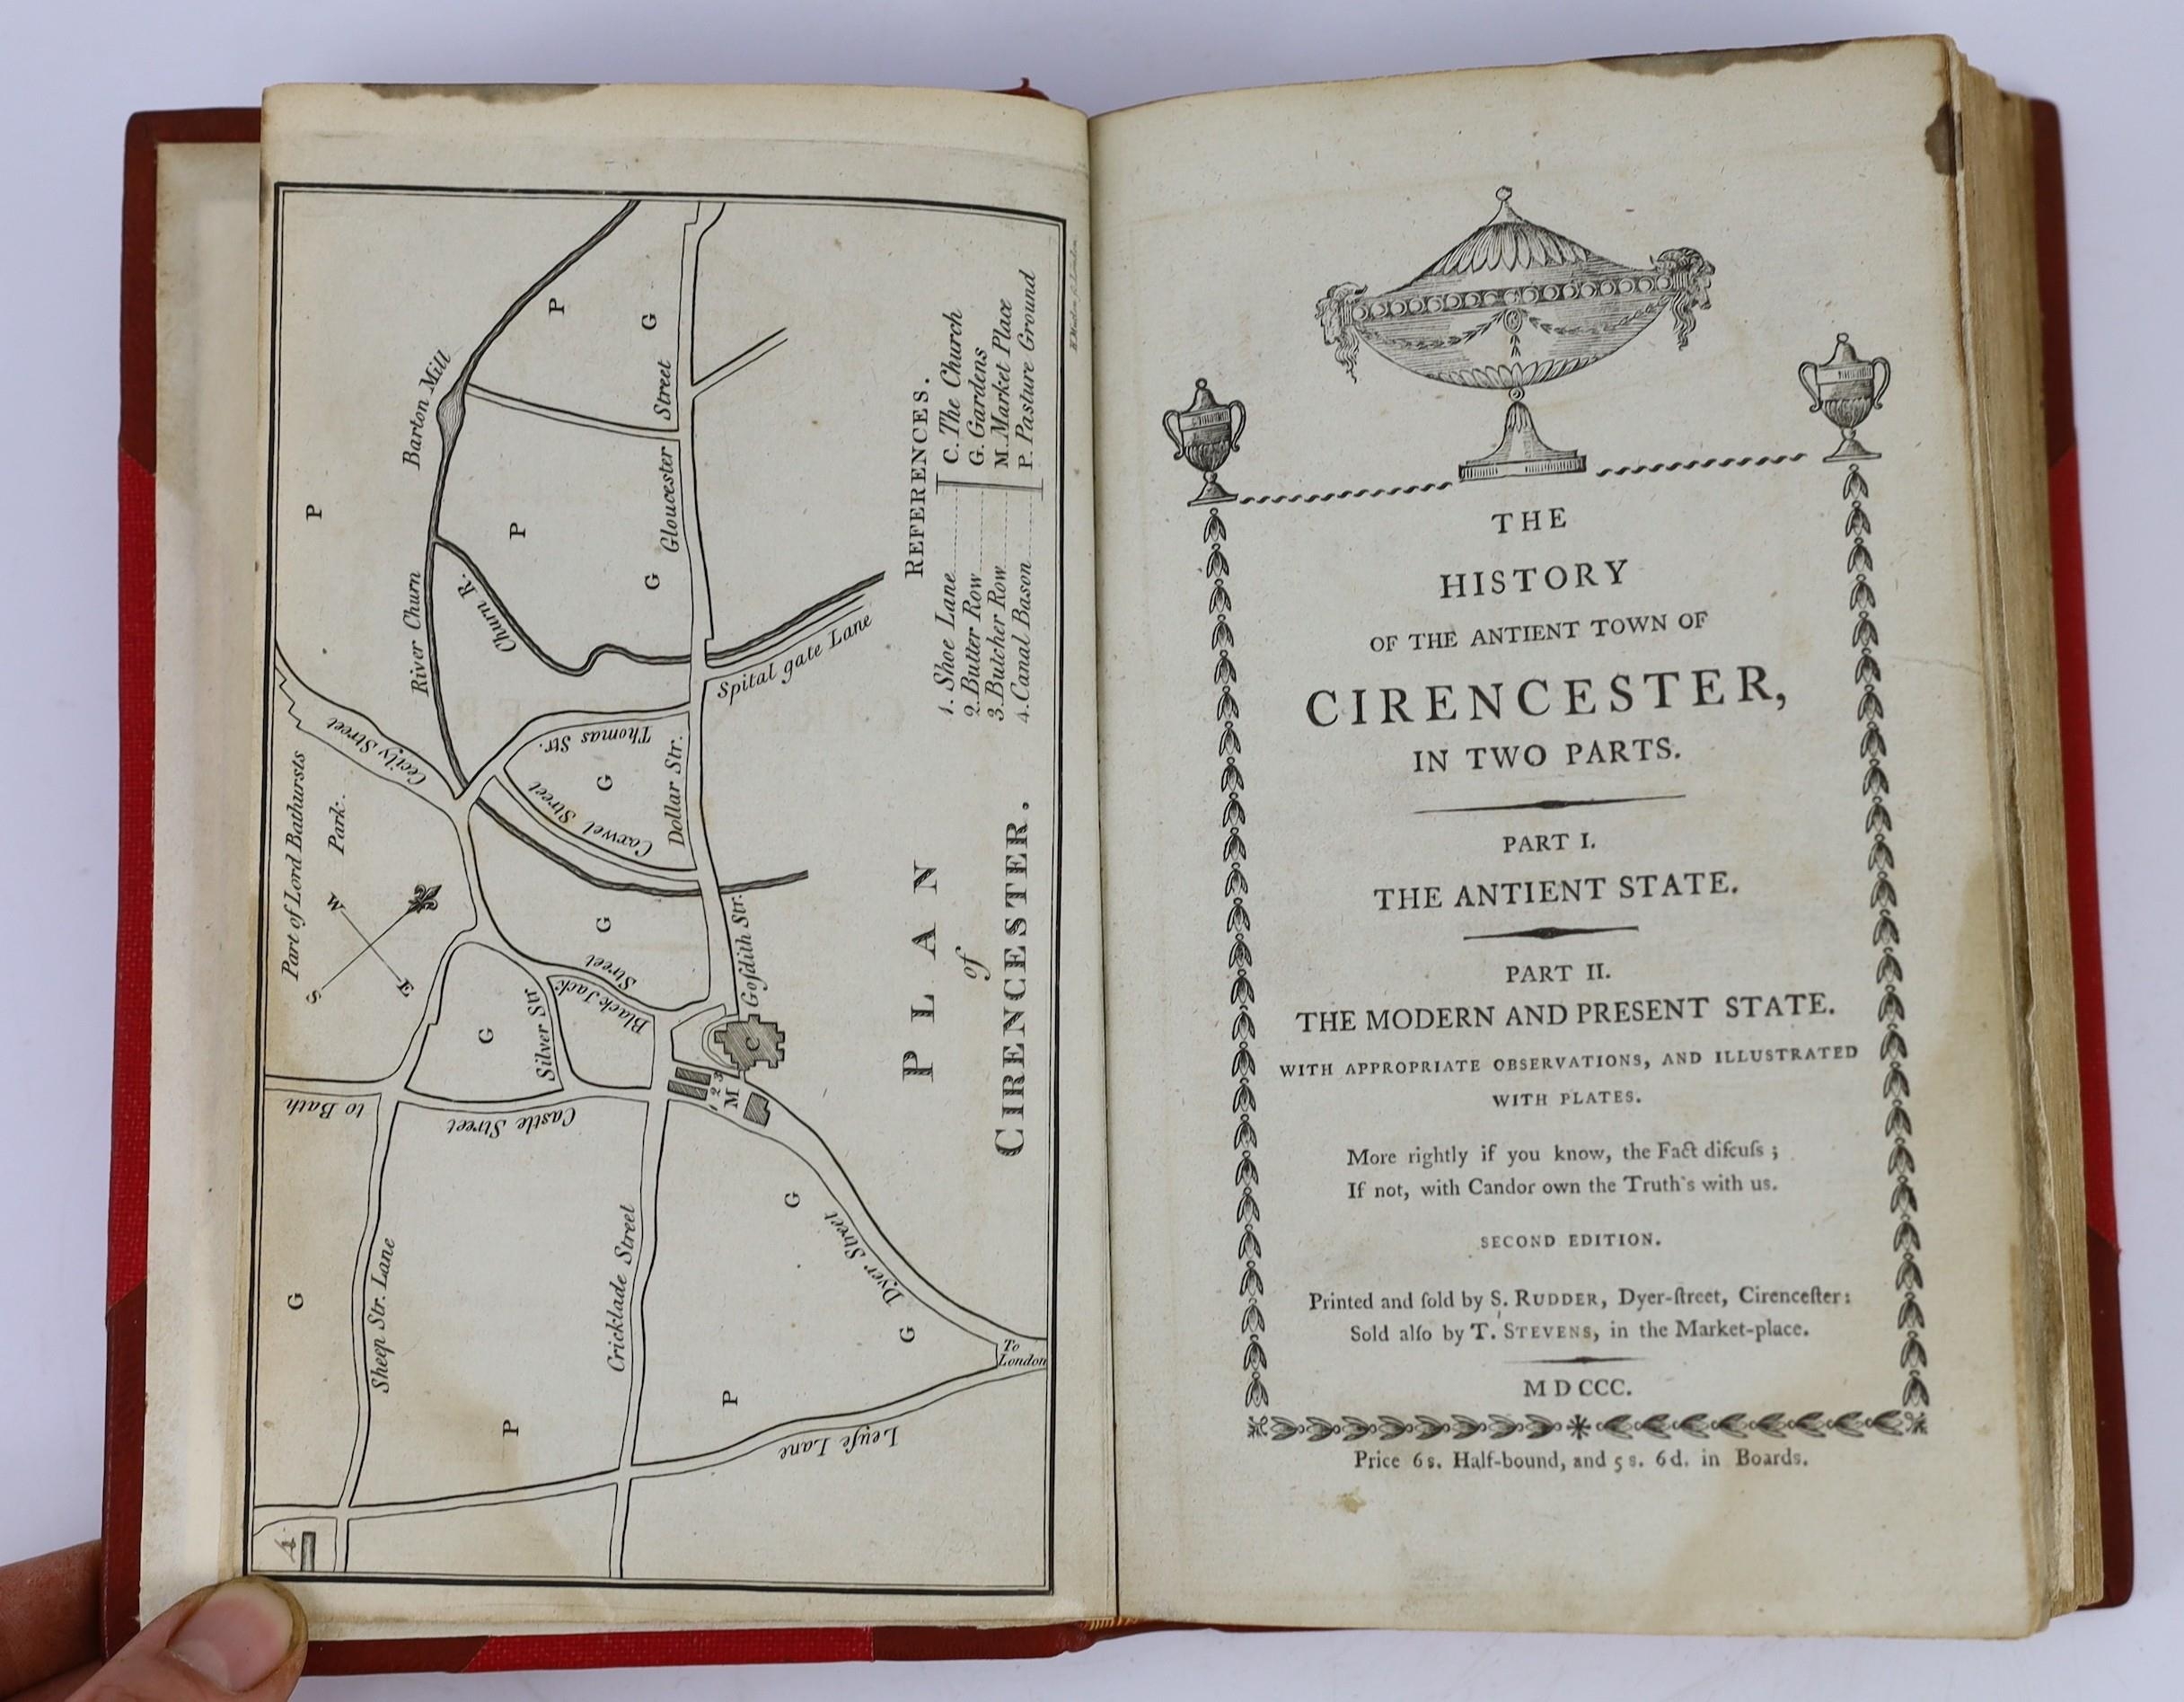 PLAN
of
CIRENCESTER.
REFERENCES.
1. Shoe Lane
2. Butter Row
3. Butcher Row
4. Canal Bason
C. The Church
G. Gardens
M. Market Place
P. Pasture Ground
Barton Mill
River Churn
Churn R.
Gloucester Street
Spital gate Lane
Cecily Street
Thomas Str.
Coxwel Street
Dollar Str.
Part of Lord Bathursts
Park.
W
S
E
Black Jack Street
Silver Str.
Goſdith Str.
to Bath
Castle Street
Sheep Str. Lane
Cricklade Street
Dyer Street
Leuſe Lane
To
London
P
G
P
P
G
G
G
G
C
1 2 3
M
G
G
G
P
P
4
THE
HISTORY
OF THE ANTIENT TOWN OF
CIRENCESTER,
IN TWO PARTS.
PART I.
THE ANTIENT STATE.
PART II.
THE MODERN AND PRESENT STATE.
WITH APPROPRIATE OBSERVATIONS, AND ILLUSTRATED
WITH PLATES.
More rightly if you know, the Fact diſcuſs ;
If not, with Candor own the Truth's with us.
SECOND EDITION.
Printed and ſold by S. RUDDER, Dyer-ſtreet, Cirenceſter:
Sold alſo by T. STEVENS, in the Market-place.
MDCCC.
Price 6s. Half-bound, and 5s. 6d. in Boards.